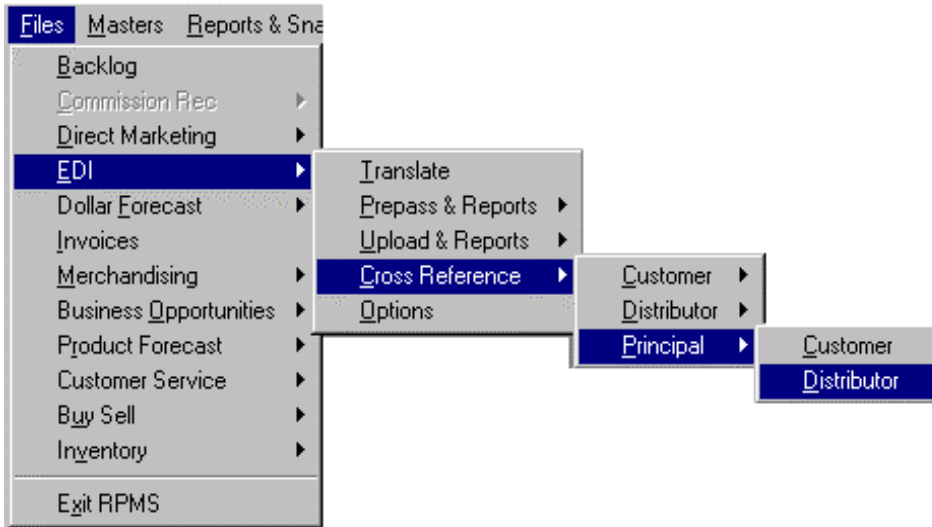 Files Masters Reports & Sna
Backlog
Commission Rec
Direct Marketing
EDI
Dollar Forecast
Invoices
Merchandising
Business Opportunities
Product Forecast
Customer Service
Buy Sell
Inventory
Exit RPMS
Translate
Prepass & Reports
Upload & Reports
Cross Reference
Options
Customer
Distributor
Principal
Customer
Distributor